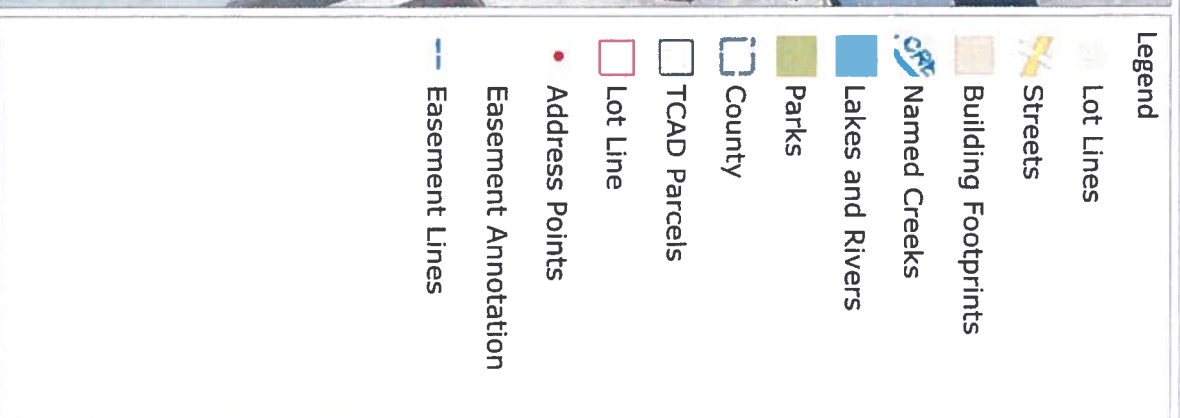 Legend
Lot Lines
Streets
Building Footprints
CRE
Named Creeks
Lakes and Rivers
Parks
County
TCAD Parcels
Lot Line
Address Points
Easement Annotation
Easement Lines